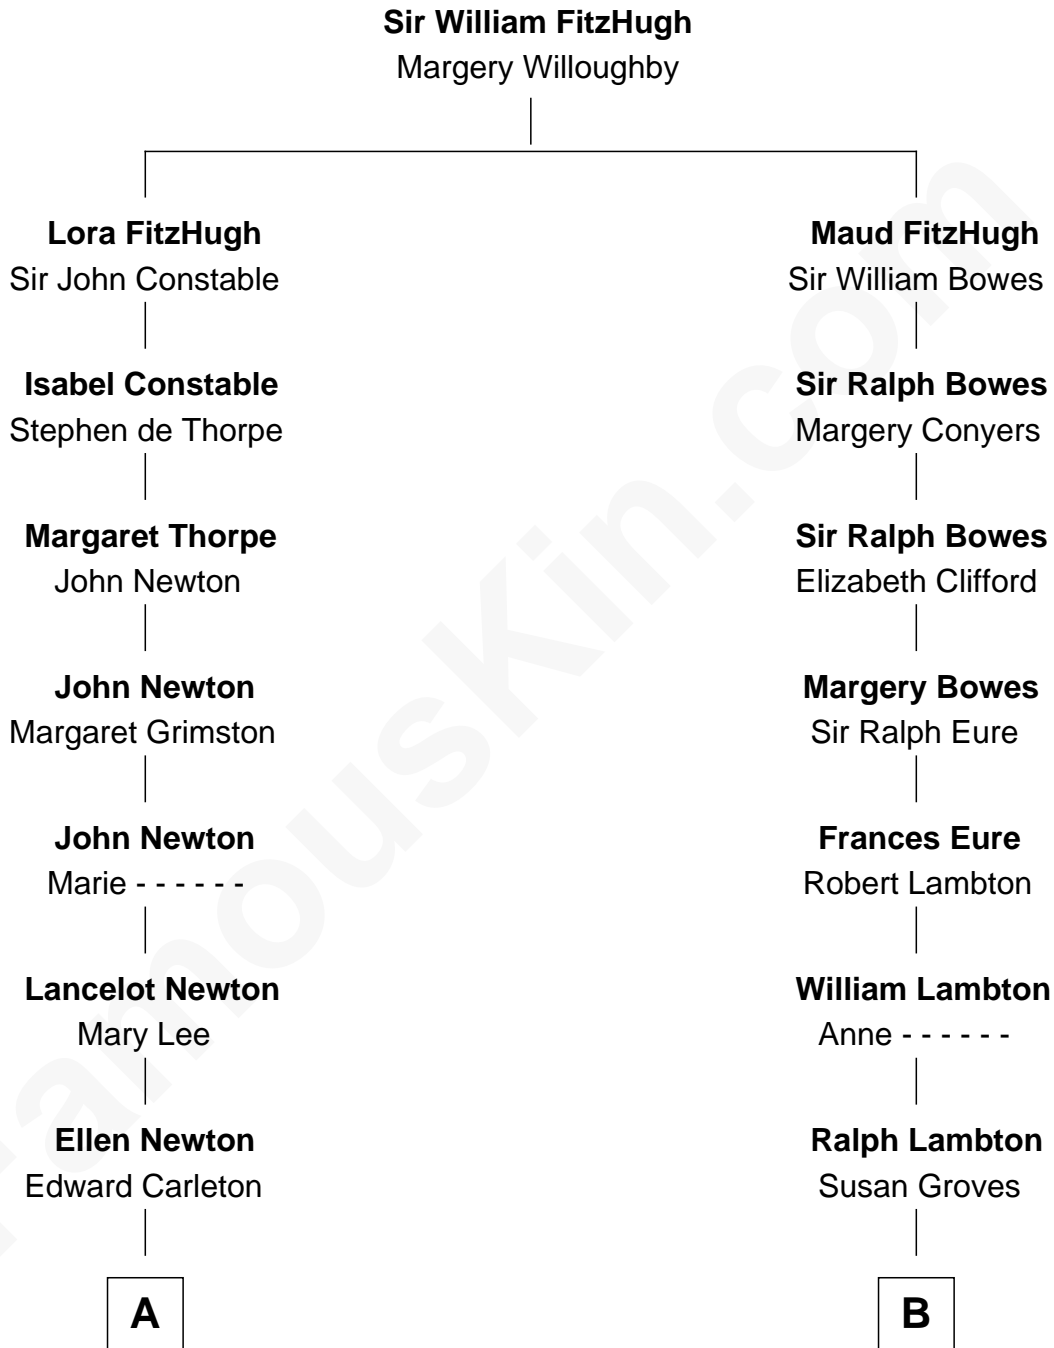 Sir William FitzHugh
Margery Willoughby
Lora FitzHugh
Sir John Constable
Maud FitzHugh
Sir William Bowes
Isabel Constable
Stephen de Thorpe
Sir Ralph Bowes
Margery Conyers
Margaret Thorpe
John Newton
Sir Ralph Bowes
Elizabeth Clifford
John Newton
Margaret Grimston
Margery Bowes
Sir Ralph Eure
John Newton
Marie - - - - - -
Frances Eure
Robert Lambton
Lancelot Newton
Mary Lee
William Lambton
Anne - - - - - -
Ellen Newton
Edward Carleton
Ralph Lambton
Susan Groves
A
B
FamousKin.com